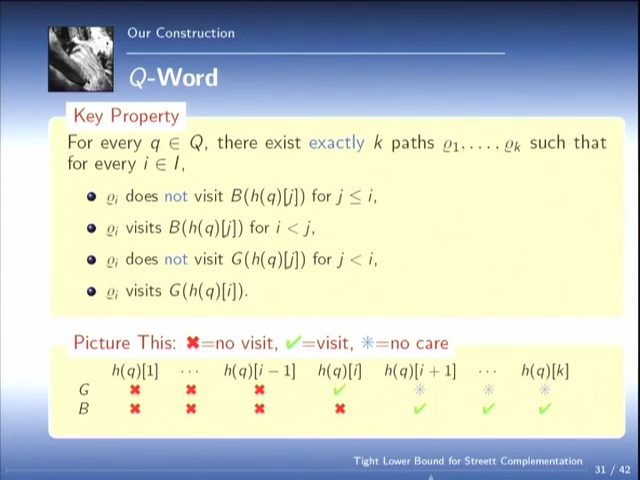 Our Construction
Q-Word
Key Property
For every q ∈ Q, there exist exactly k paths ϱ₁, . . . , ϱₖ such that
for every i ∈ I,
ϱᵢ does not visit B(h(q)[j]) for j ≤ i,
ϱᵢ visits B(h(q)[j]) for i < j,
ϱᵢ does not visit G(h(q)[j]) for j < i,
ϱᵢ visits G(h(q)[i]).
Picture This: ✖=no visit, ✔=visit, ✳=no care
h(q)[1] ⋯ h(q)[i − 1] h(q)[i] h(q)[i + 1] ⋯ h(q)[k]
G ✖ ✖ ✖ ✔ ✳ ✳ ✳
B ✖ ✖ ✖ ✖ ✔ ✔ ✔
Tight Lower Bound for Streett Complementation
31 / 42